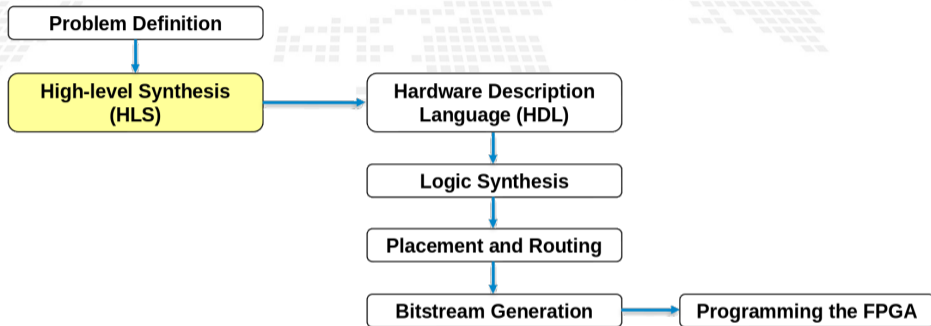 Problem Definition
High-level Synthesis
(HLS)
Hardware Description
Language (HDL)
Logic Synthesis
Placement and Routing
Bitstream Generation
Programming the FPGA